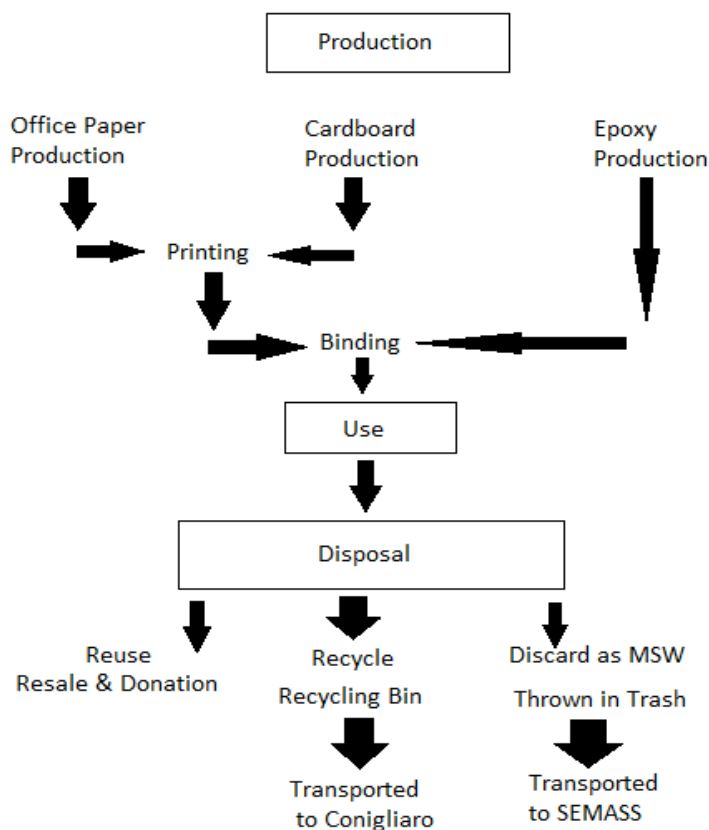 Production
Office Paper
Production
Cardboard
Production
Epoxy
Production
Printing
Binding
Use
Disposal
Reuse
Resale & Donation
Recycle
Recycling Bin
Discard as MSW
Thrown in Trash
Transported
to Conigliaro
Transported
to SEMASS